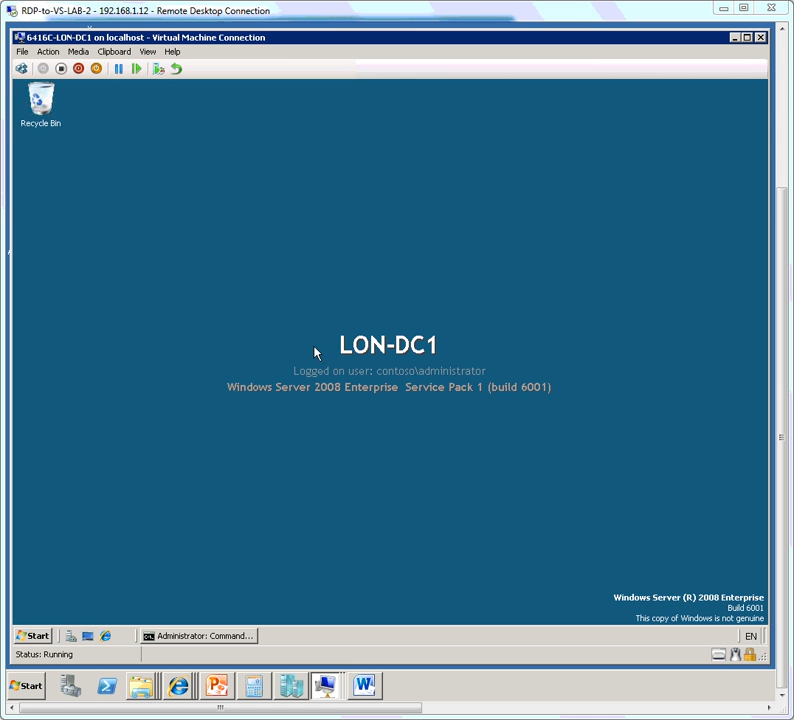 RDP-to-VS-LAB-2 - 192.168.1.12 - Remote Desktop Connection
6416C-LON-DC1 on localhost - Virtual Machine Connection
File Action Media Clipboard View Help
Recycle Bin
LON-DC1
Logged on user: contoso\administrator
Windows Server 2008 Enterprise Service Pack 1 (build 6001)
Windows Server (R) 2008 Enterprise
Build 6001
This copy of Windows is not genuine
Start
Administrator: Command...
EN
Status: Running
Start